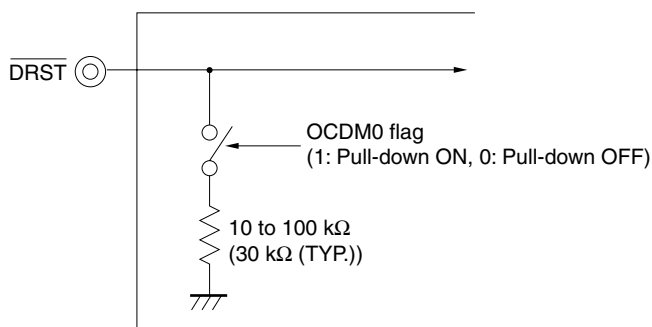 DRST
OCDM0 flag
(1: Pull-down ON, 0: Pull-down OFF)
10 to 100 kΩ
(30 kΩ (TYP.))